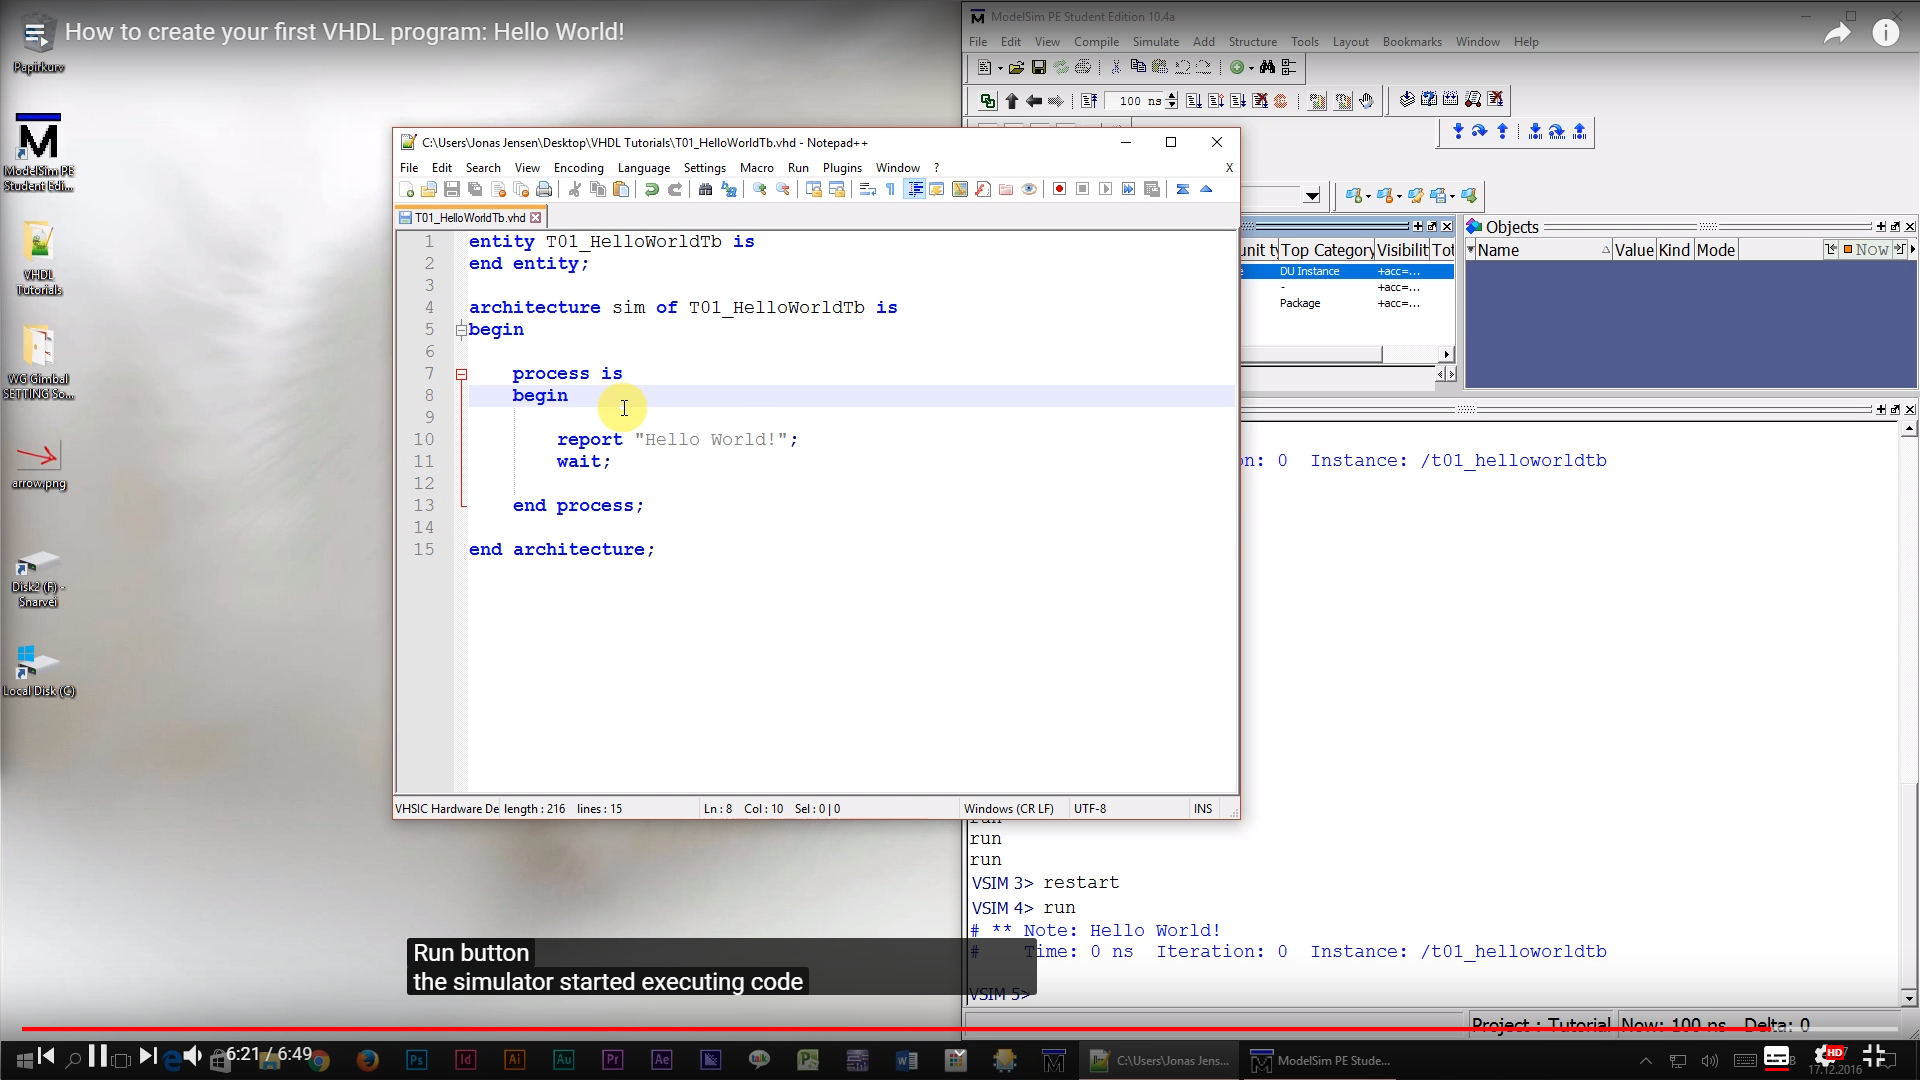 How to create your first VHDL program: Hello World!
Papirkurv
ModelSim PE
Student Edi...
VHDL
Tutorials
WG Gimbal
SETTING So...
arrow.png
Disk2 (F) -
Snarvei
Local Disk (C)
ModelSim PE Student Edition 10.4a
File Edit View Compile Simulate Add Structure Tools Layout Bookmarks Window Help
100 ns
C:\Users\Jonas Jensen\Desktop\VHDL Tutorials\T01_HelloWorldTb.vhd - Notepad++
File Edit Search View Encoding Language Settings Macro Run Plugins Window ? X
T01_HelloWorldTb.vhd
1 entity T01_HelloWorldTb is
2 end entity;
3
4 architecture sim of T01_HelloWorldTb is
5 begin
6
7 process is
8 begin
9
10 report "Hello World!";
11 wait;
12
13 end process;
14
15 end architecture;
VHSIC Hardware De length : 216 lines : 15 Ln : 8 Col : 10 Sel : 0 | 0 Windows (CR LF) UTF-8 INS
Top Category Visibilit Tot
DU Instance +acc=...
- +acc=...
Package +acc=...
Objects
Name Value Kind Mode Now
n: 0 Instance: /t01_helloworldtb
run
run
VSIM 3> restart
VSIM 4> run
# ** Note: Hello World!
# Time: 0 ns Iteration: 0 Instance: /t01_helloworldtb
VSIM 5>
Project : Tutorial Now: 100 ns Delta: 0
Run button
the simulator started executing code
6:21 / 6:49
Ps Id Ai Au Pr Ae talk
C:\Users\Jonas Jens...
ModelSim PE Stude...
HD
17.12.2016